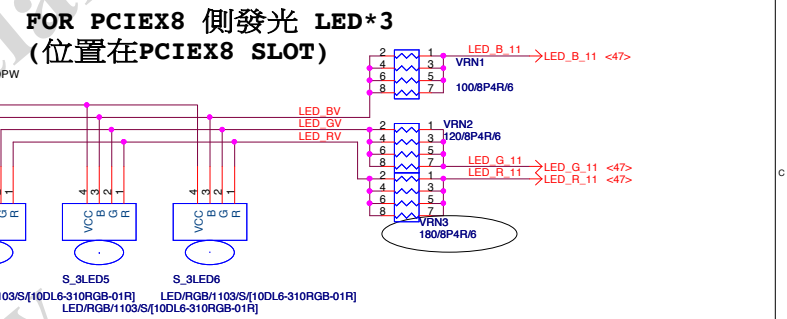 FOR PCIEX8 側發光 LED*3
(位置在PCIEX8 SLOT)
PW
2 1 LED_B_11 LED_B_11 <47>
4 3 VRN1
6 5
8 7 100/8P4R/6
LED_BV
LED_GV
LED_RV
2 1 VRN2
4 3 120/8P4R/6
6 5
8 7 LED_G_11 LED_G_11 <47>
2 1 LED_R_11 LED_R_11 <47>
4 3
6 5
8 7
VRN3
180/8P4R/6
C
1 4 3 2 1 4 3 2 1
G R VCC B G R VCC B G R
S_3LED5 S_3LED6
103/S/[10DL6-310RGB-01R] LED/RGB/1103/S/[10DL6-310RGB-01R]
LED/RGB/1103/S/[10DL6-310RGB-01R]